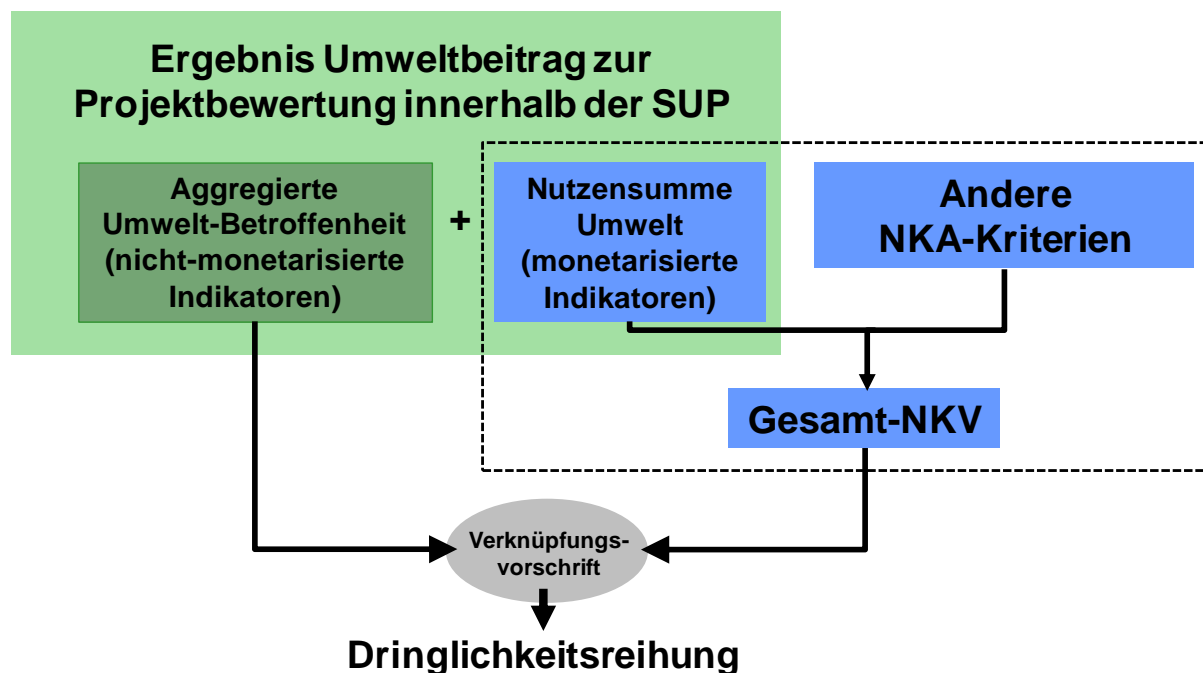 Ergebnis Umweltbeitrag zur
Projektbewertung innerhalb der SUP
Aggregierte
Umwelt-Betroffenheit
(nicht-monetarisierte
Indikatoren)
+
Nutzensumme
Umwelt
(monetarisierte
Indikatoren)
Andere
NKA-Kriterien
Gesamt-NKV
Verknüpfungs-
vorschrift
Dringlichkeitsreihung